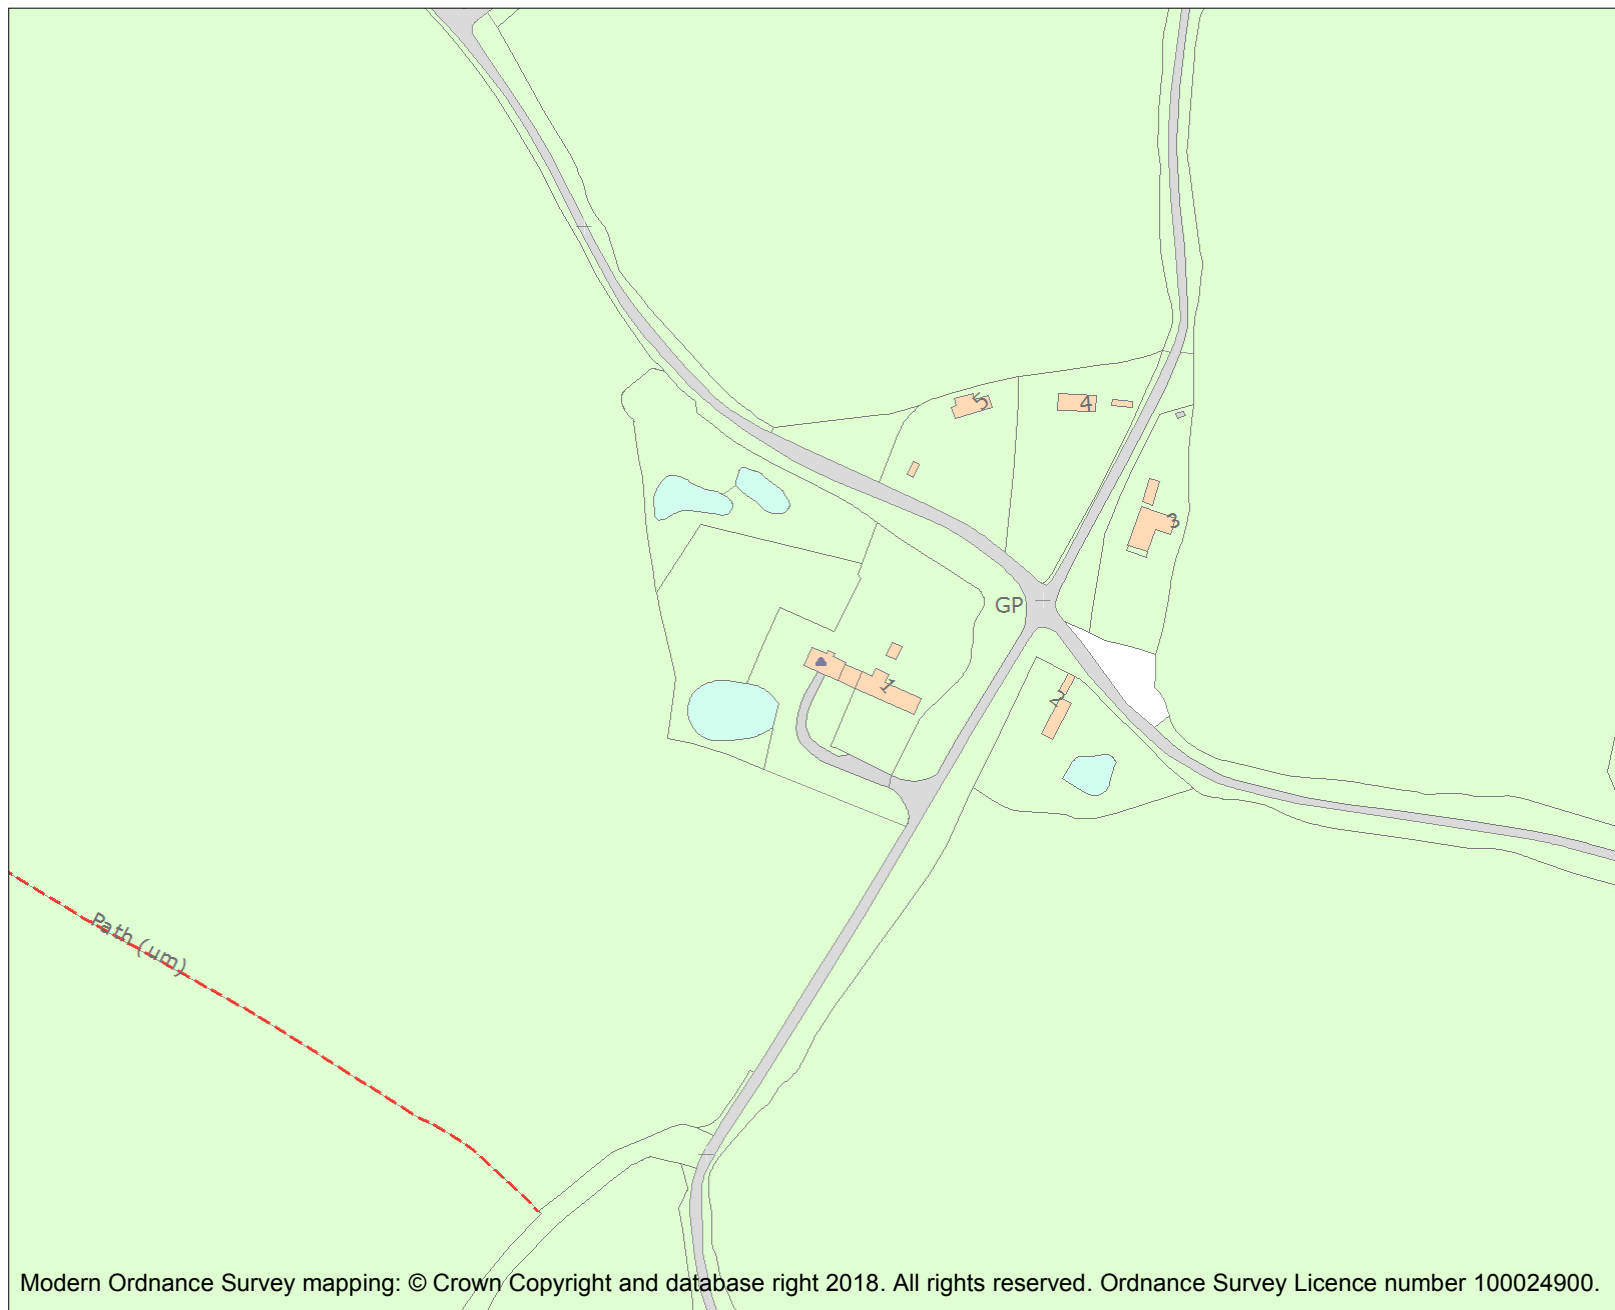 5
4
3
GP
1
2
Path (um)
Modern Ordnance Survey mapping: © Crown Copyright and database right 2018. All rights reserved. Ordnance Survey Licence number 100024900.